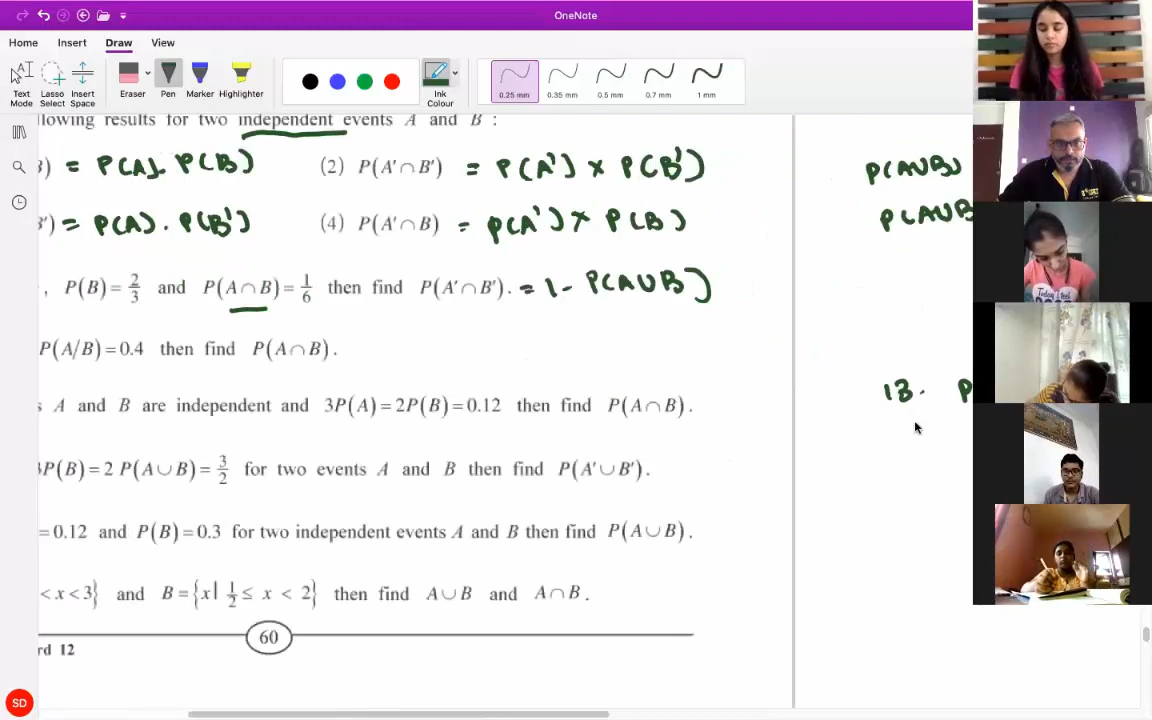 OneNote
Home Insert Draw View
Text Mode
Lasso Select
Insert Space
Eraser
Pen
Marker
Highlighter
Ink Colour
0.25 mm 0.35 mm 0.5 mm 0.7 mm 1 mm
lowing results for two independent events A and B :
) = P(A). P(B) (2) P(A′∩B′) = P(A′) x P(B′)
′) = P(A) . P(B′) (4) P(A′∩B) = P(A′) x P(B)
, P(B) = 2/3 and P(A∩B) = 1/6 then find P(A′∩B′). = 1 - P(AUB)
P(A/B) = 0.4 then find P(A∩B).
A and B are independent and 3P(A) = 2P(B) = 0.12 then find P(A∩B).
P(B) = 2 P(A∪B) = 3/2 for two events A and B then find P(A′∪B′).
= 0.12 and P(B) = 0.3 for two independent events A and B then find P(A∪B).
< x < 3} and B = {x| 1/2 ≤ x < 2} then find A∪B and A∩B.
60
rd 12
P(AUB)
P(AUB
13. P
SD